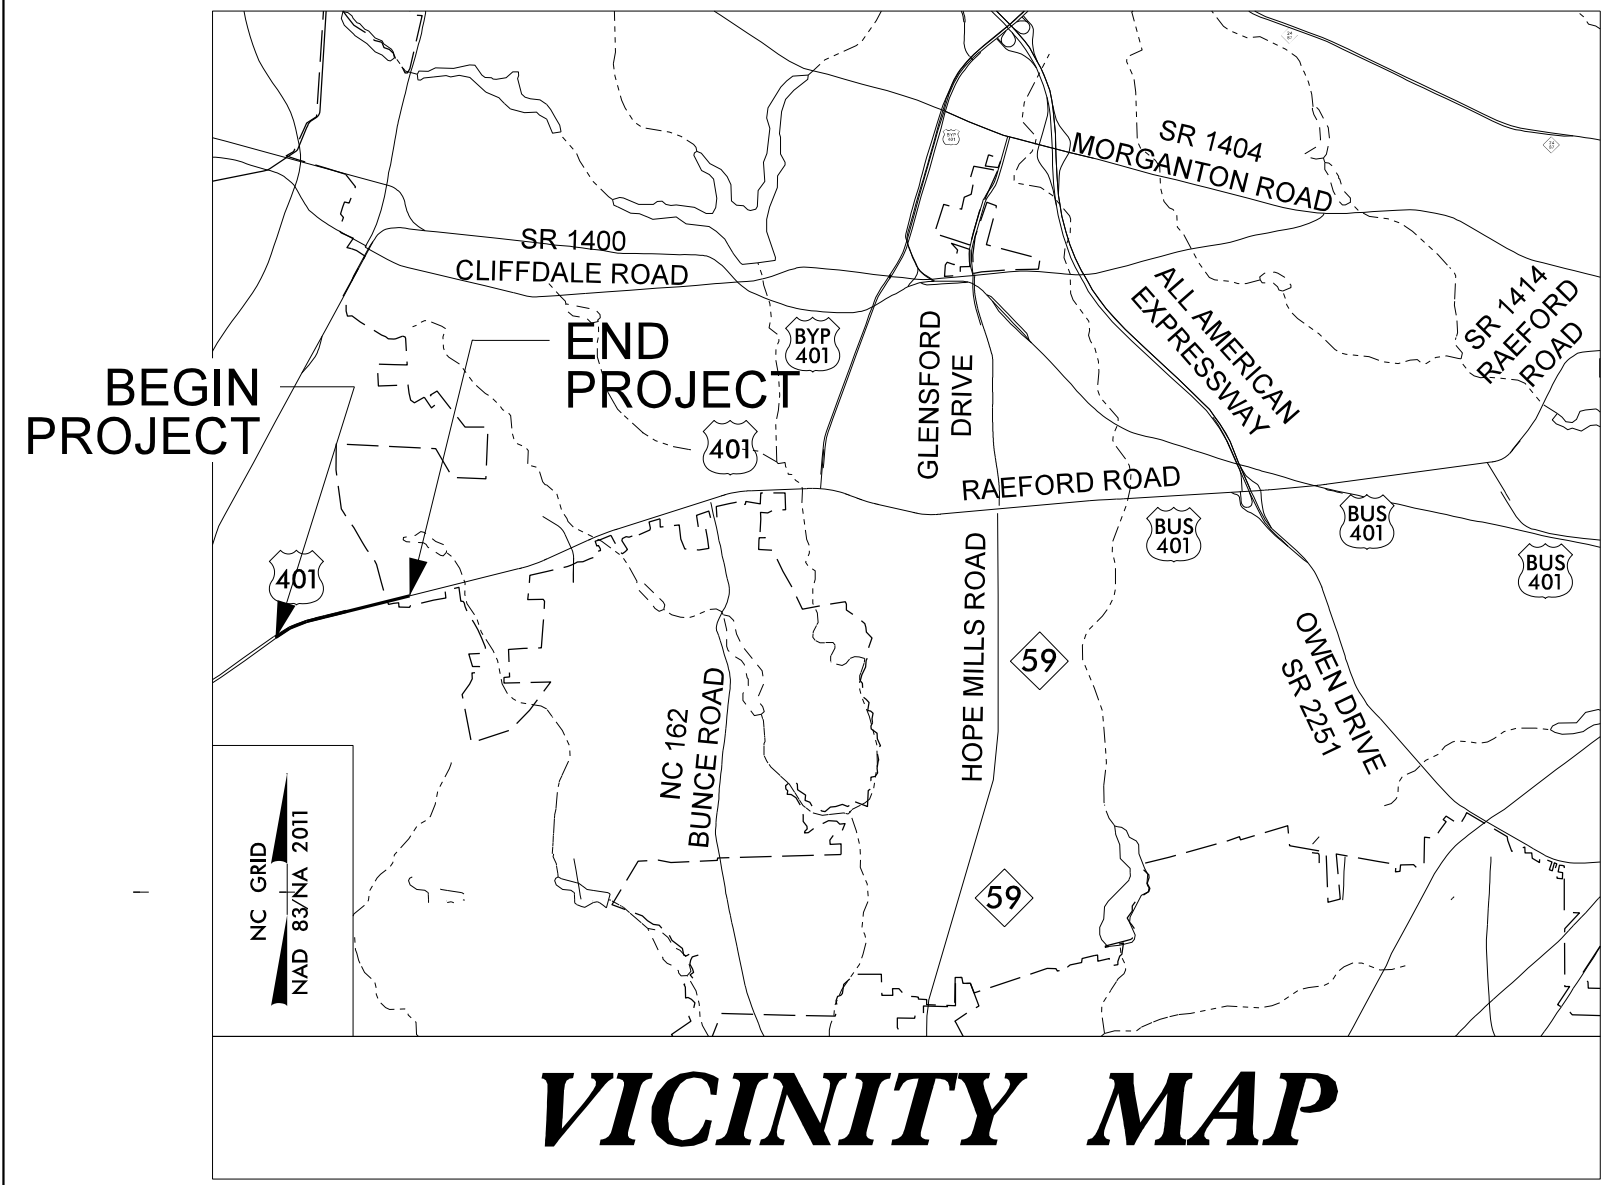 SR 1404
MORGANTON ROAD
SR 1400
CLIFFDALE ROAD
ALL AMERICAN
EXPRESSWAY
SR 1414
RAEFORD
ROAD
END
PROJECT
BYP
401
GLENSFORD
DRIVE
BEGIN
PROJECT
401
RAEFORD ROAD
BUS
401
BUS
401
BUS
401
401
HOPE MILLS ROAD
59
OWEN DRIVE
SR 2251
NC 162
BUNCE ROAD
59
NC GRID
NAD 83/NA 2011
VICINITY MAP